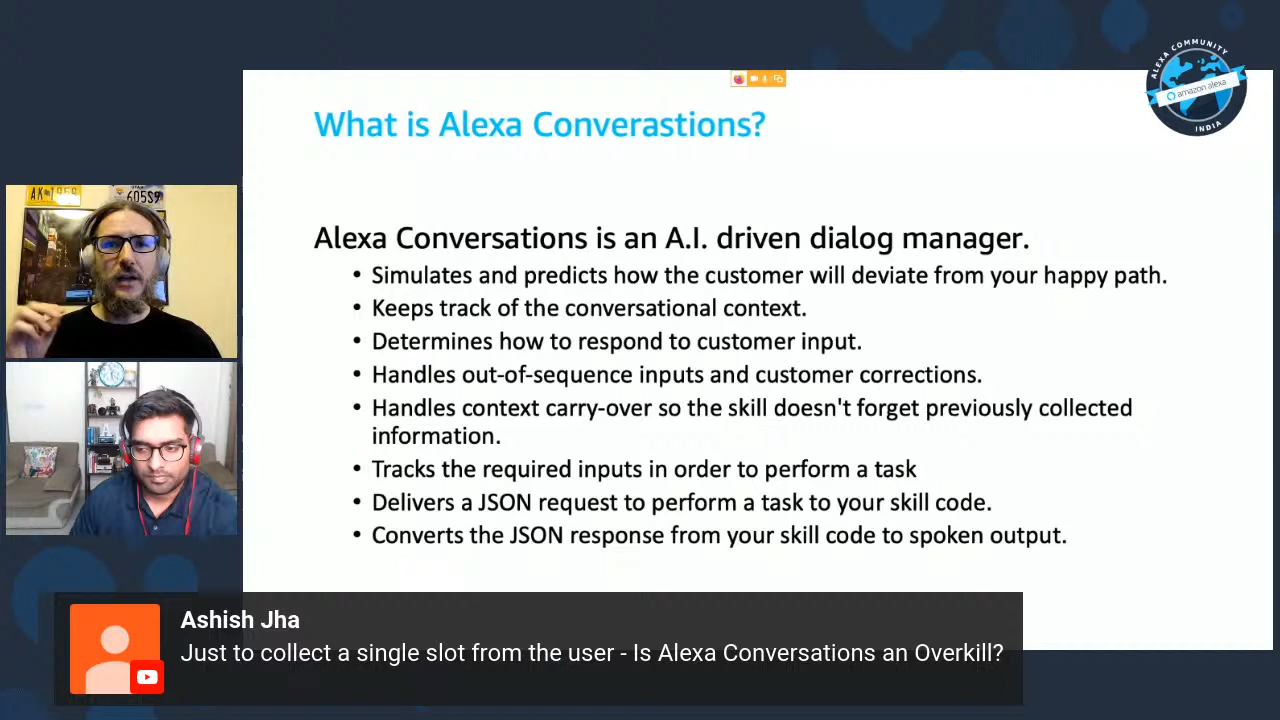 ALEXA COMMUNITY
amazon alexa
INDIA
What is Alexa Converastions?
AK 1959
605S9
Alexa Conversations is an A.I. driven dialog manager.
• Simulates and predicts how the customer will deviate from your happy path.
• Keeps track of the conversational context.
• Determines how to respond to customer input.
• Handles out-of-sequence inputs and customer corrections.
• Handles context carry-over so the skill doesn't forget previously collected
information.
• Tracks the required inputs in order to perform a task
• Delivers a JSON request to perform a task to your skill code.
• Converts the JSON response from your skill code to spoken output.
Ashish Jha
Just to collect a single slot from the user - Is Alexa Conversations an Overkill?